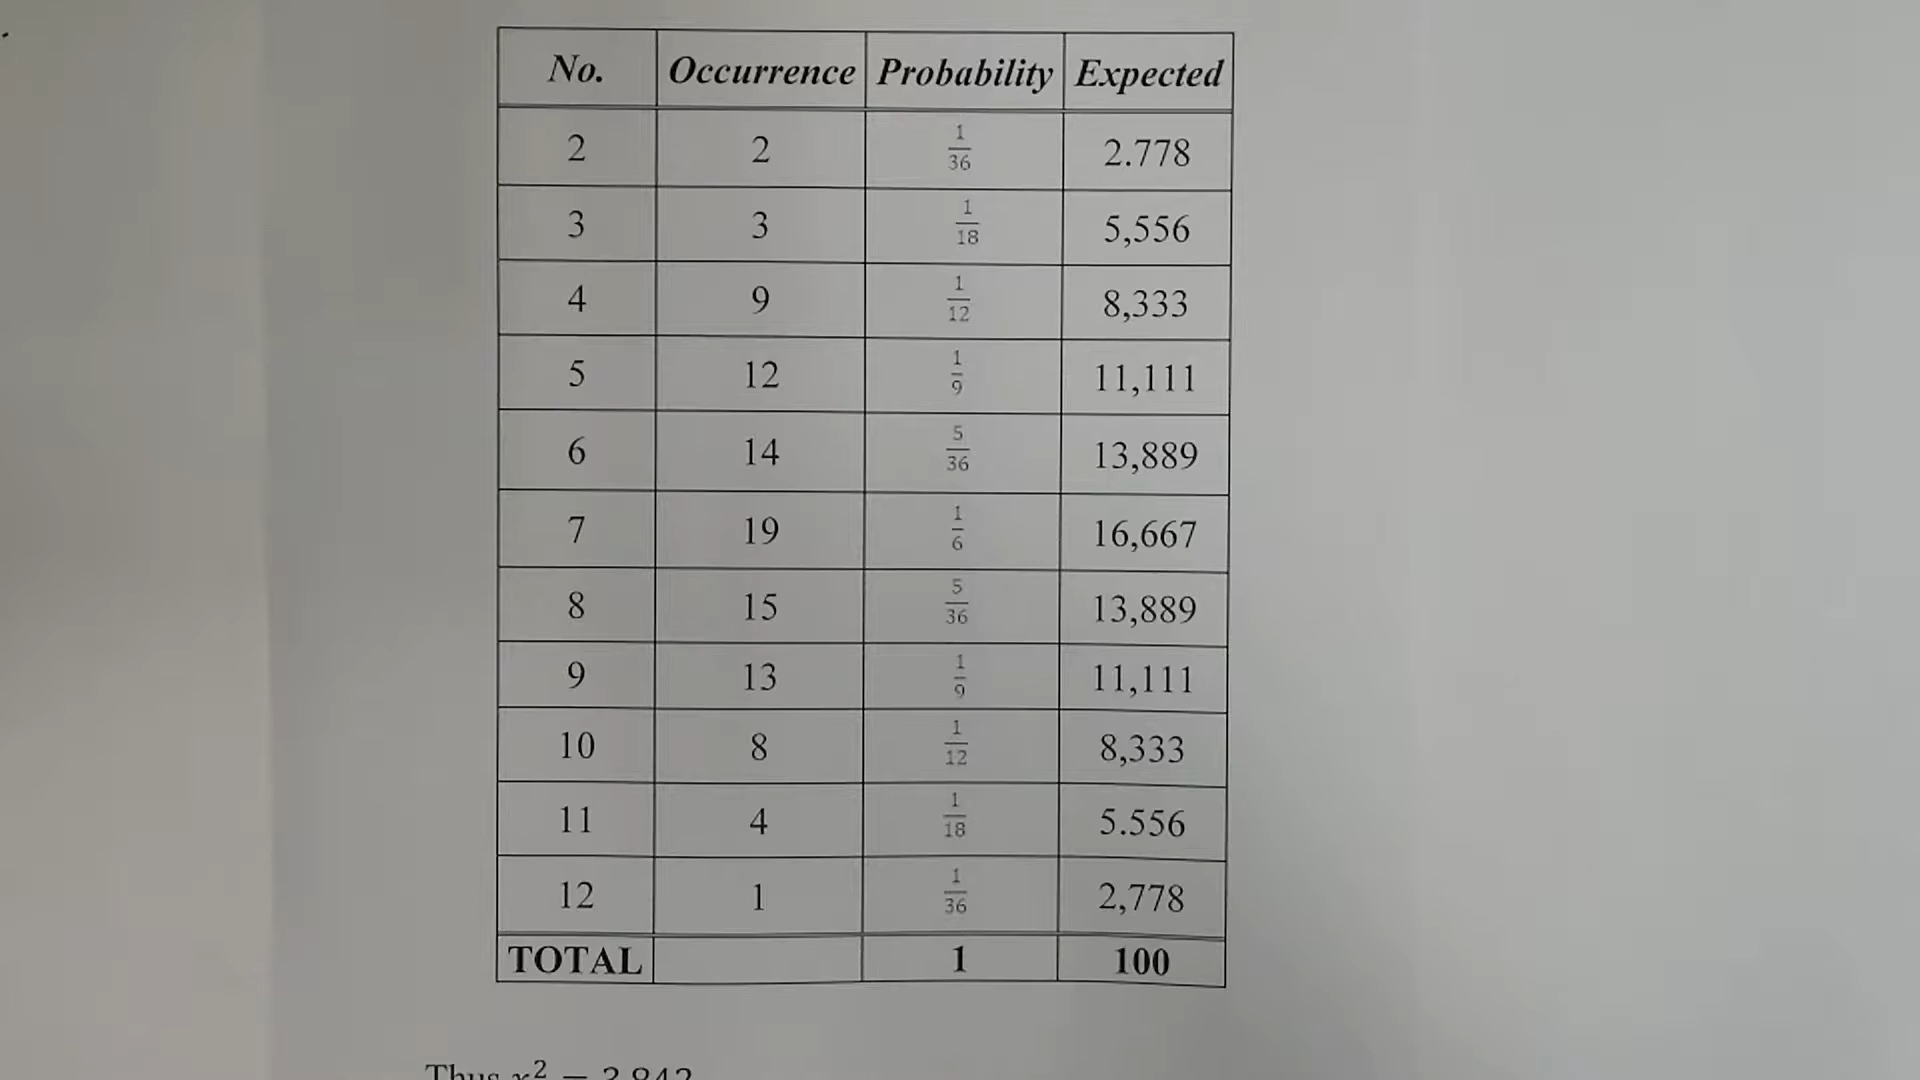 No. Occurrence Probability Expected
2 2 1/36 2.778
3 3 1/18 5,556
4 9 1/12 8,333
5 12 1/9 11,111
6 14 5/36 13,889
7 19 1/6 16,667
8 15 5/36 13,889
9 13 1/9 11,111
10 8 1/12 8,333
11 4 1/18 5.556
12 1 1/36 2,778
TOTAL 1 100
Thus =